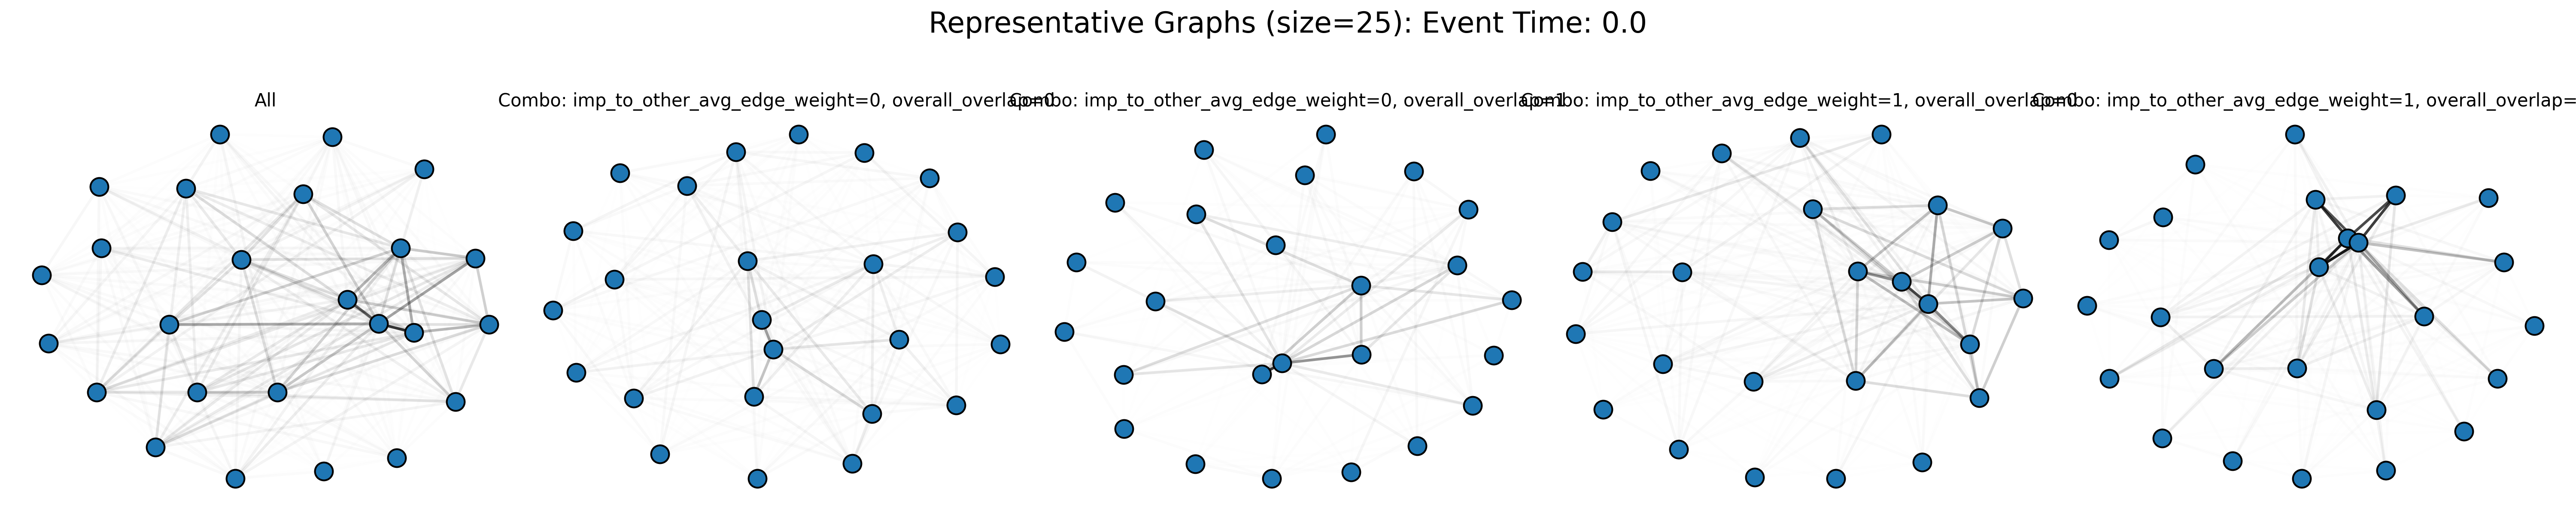 Representative Graphs (size=25): Event Time: 0.0
All
Combo: imp_to_other_avg_edge_weight=0, overall_overlap=0
Combo: imp_to_other_avg_edge_weight=0, overall_overlap=1
Combo: imp_to_other_avg_edge_weight=1, overall_overlap=0
Combo: imp_to_other_avg_edge_weight=1, overall_overlap=